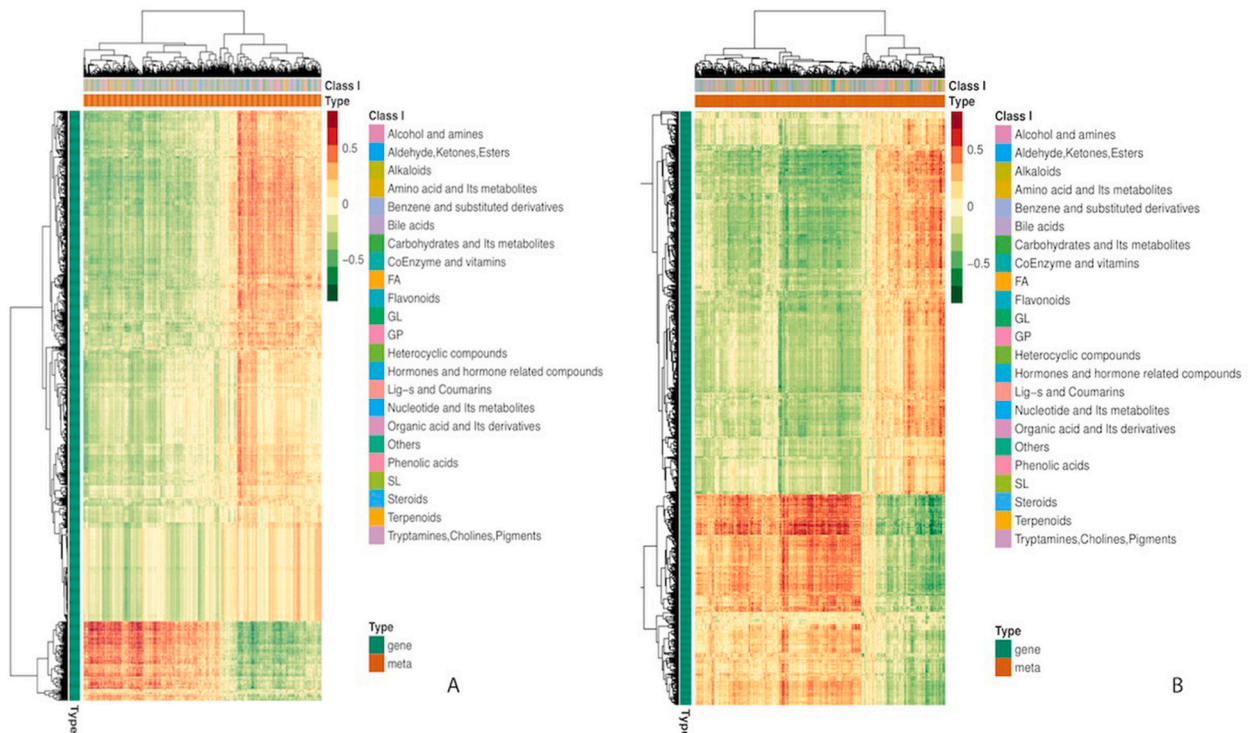 Class I
Type
0.5
0
−0.5
Class I
Alcohol and amines
Aldehyde,Ketones,Esters
Alkaloids
Amino acid and Its metabolites
Benzene and substituted derivatives
Bile acids
Carbohydrates and Its metabolites
CoEnzyme and vitamins
FA
Flavonoids
GL
GP
Heterocyclic compounds
Hormones and hormone related compounds
Lig−s and Coumarins
Nucleotide and Its metabolites
Organic acid and Its derivatives
Others
Phenolic acids
SL
Steroids
Terpenoids
Tryptamines,Cholines,Pigments
Type
gene
meta
A
Type
Class I
Type
0.5
0
−0.5
Class I
Alcohol and amines
Aldehyde,Ketones,Esters
Alkaloids
Amino acid and Its metabolites
Benzene and substituted derivatives
Bile acids
Carbohydrates and Its metabolites
CoEnzyme and vitamins
FA
Flavonoids
GL
GP
Heterocyclic compounds
Hormones and hormone related compounds
Lig−s and Coumarins
Nucleotide and Its metabolites
Organic acid and Its derivatives
Others
Phenolic acids
SL
Steroids
Terpenoids
Tryptamines,Cholines,Pigments
Type
gene
meta
B
Type